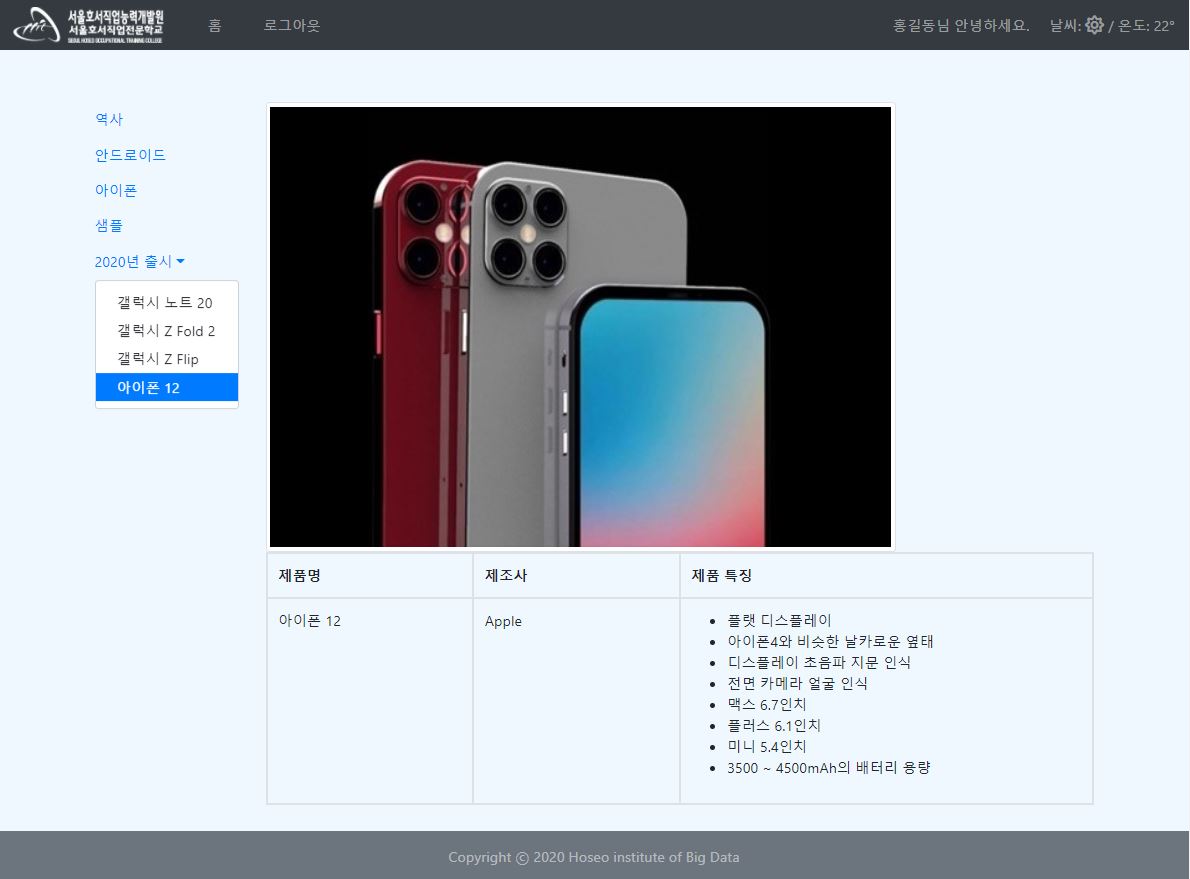 서울호서직업능력개발원
서울호서직업전문학교
SEOUL HOSEO OCCUPATIONAL TRAINING COLLEGE
홈
로그아웃
홍길동님 안녕하세요.
날씨: / 온도: 22°
역사
안드로이드
아이폰
샘플
2020년 출시
갤럭시 노트 20
갤럭시 Z Fold 2
갤럭시 Z Flip
아이폰 12
제품명 제조사 제품 특징
아이폰 12 Apple
플랫 디스플레이
아이폰4와 비슷한 날카로운 옆태
디스플레이 초음파 지문 인식
전면 카메라 얼굴 인식
맥스 6.7인치
플러스 6.1인치
미니 5.4인치
3500 ~ 4500mAh의 배터리 용량
Copyright ⓒ 2020 Hoseo institute of Big Data